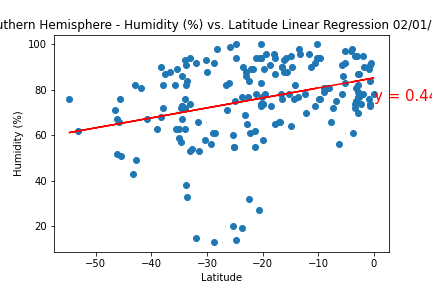 Hemisphere - Humidity (%) vs. Latitude Linear Regression 02/01/
100
80
60
40
20
Humidity (%)
y = 0.44
−50
−40
−30
−20
−10
0
Latitude